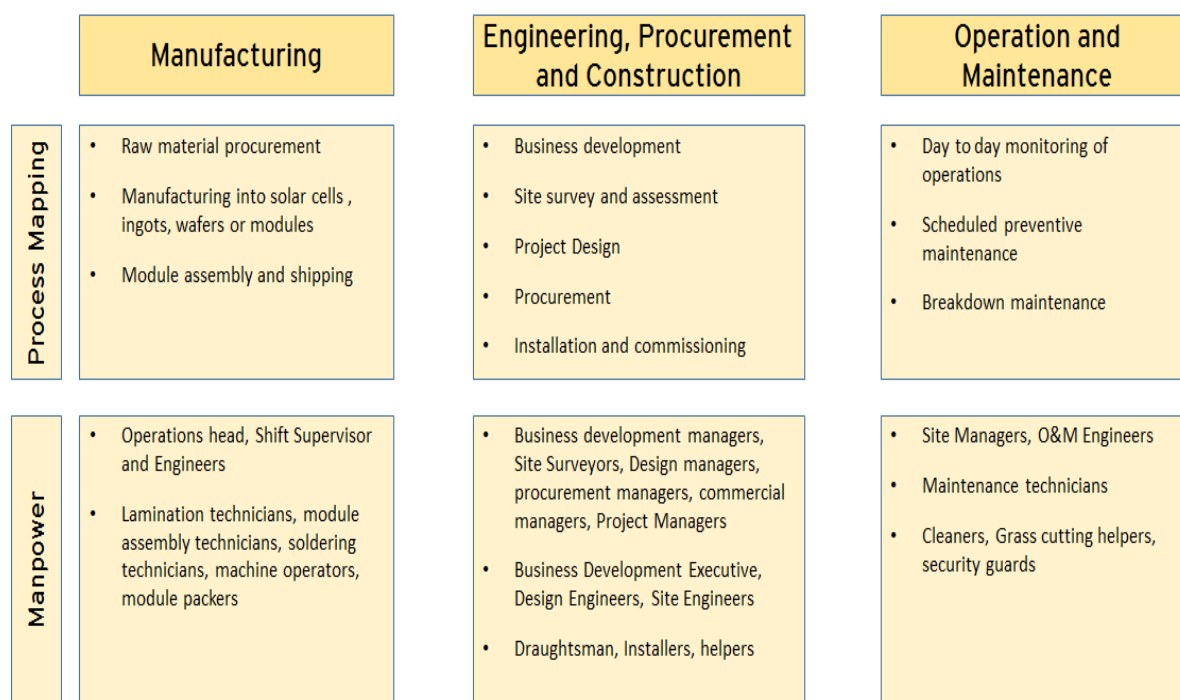 Manufacturing
Engineering, Procurement
and Construction
Operation and
Maintenance
Process Mapping
• Raw material procurement
• Manufacturing into solar cells ,
ingots, wafers or modules
• Module assembly and shipping
• Business development
• Site survey and assessment
• Project Design
• Procurement
• Installation and commissioning
• Day to day monitoring of
operations
• Scheduled preventive
maintenance
• Breakdown maintenance
Manpower
• Operations head, Shift Supervisor
and Engineers
• Lamination technicians, module
assembly technicians, soldering
technicians, machine operators,
module packers
• Business development managers,
Site Surveyors, Design managers,
procurement managers, commercial
managers, Project Managers
• Business Development Executive,
Design Engineers, Site Engineers
• Draughtsman, Installers, helpers
• Site Managers, O&M Engineers
• Maintenance technicians
• Cleaners, Grass cutting helpers,
security guards